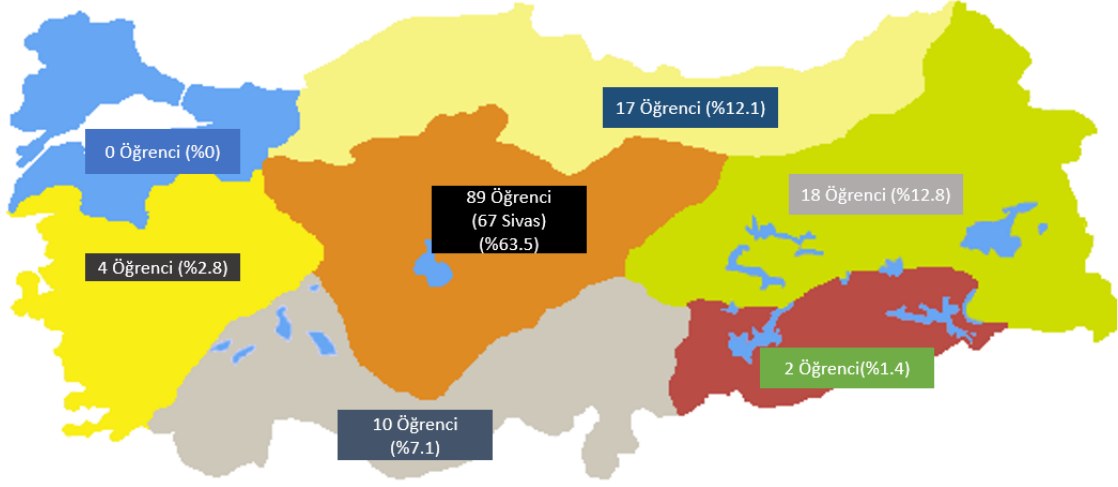 17 Öğrenci (%12.1)
0 Öğrenci (%0)
89 Öğrenci
(67 Sivas)
(%63.5)
18 Öğrenci (%12.8)
4 Öğrenci (%2.8)
2 Öğrenci(%1.4)
10 Öğrenci
(%7.1)